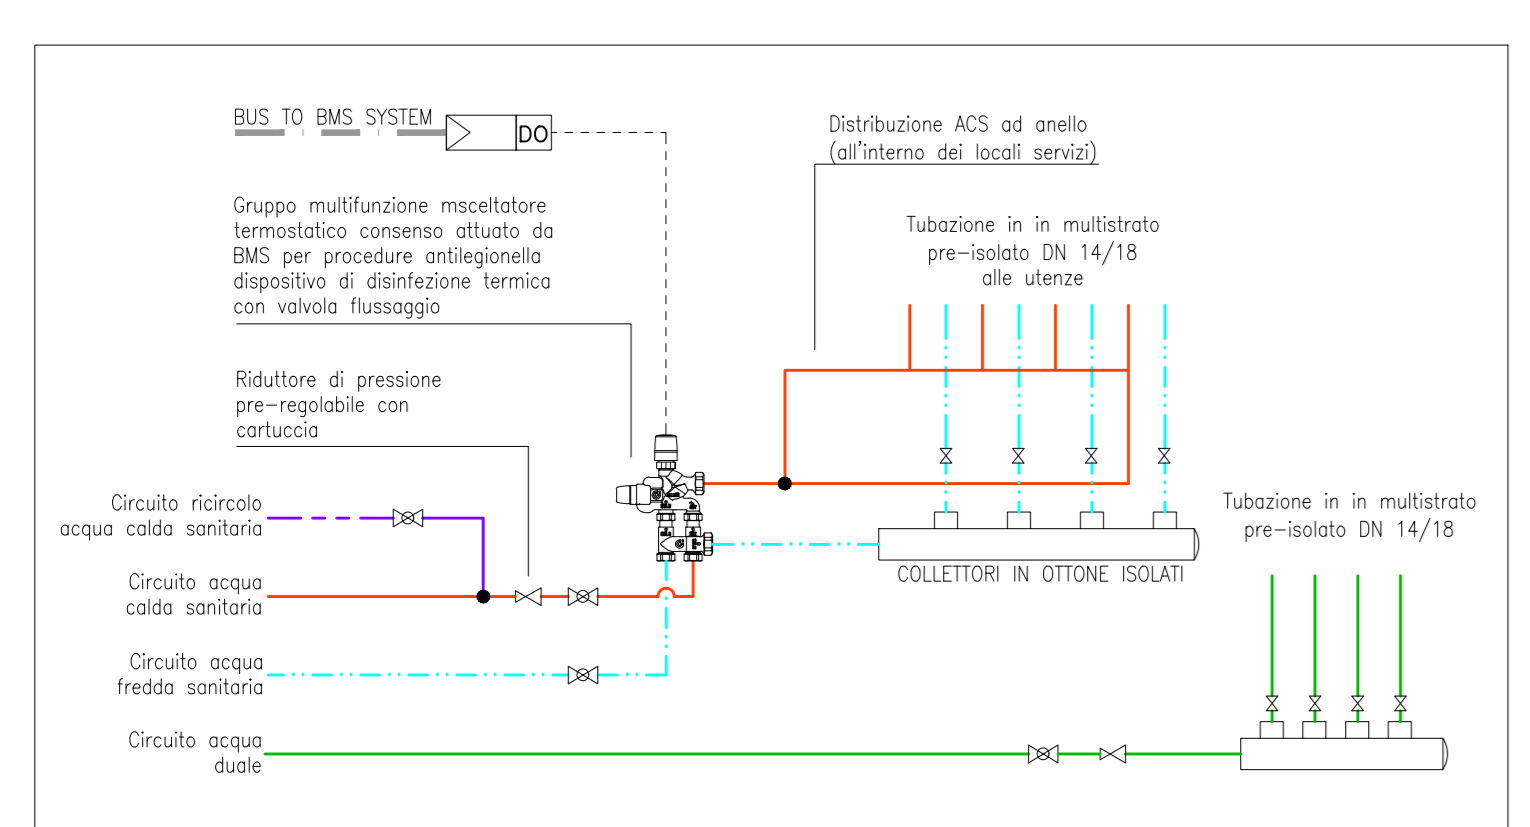 BUS TO BMS SYSTEM
DO
Distribuzione ACS ad anello
(all'interno dei locali servizi)
Gruppo multifunzione msceltatore
termostatico consenso attuato da
BMS per procedure antilegionella
dispositivo di disinfezione termica
con valvola flussaggio
Tubazione in in multistrato
pre-isolato DN 14/18
alle utenze
Riduttore di pressione
pre-regolabile con
cartuccia
Circuito ricircolo
acqua calda sanitaria
Tubazione in in multistrato
pre-isolato DN 14/18
COLLETTORI IN OTTONE ISOLATI
Circuito acqua
calda sanitaria
Circuito acqua
fredda sanitaria
Circuito acqua
duale